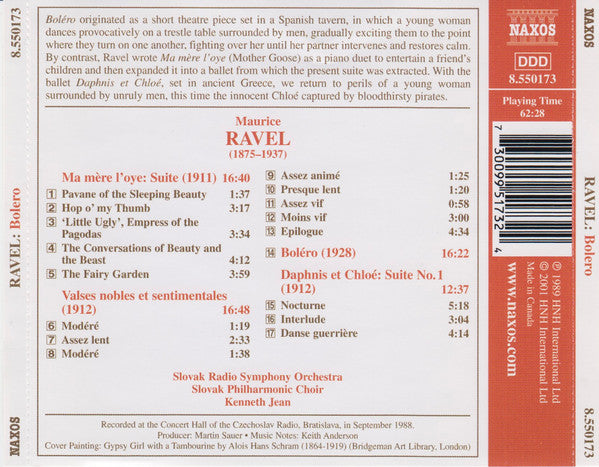 8.550173
RAVEL: Bolero
NAXOS
Boléro originated as a short theatre piece set in a Spanish tavern, in which a young woman
dances provocatively on a trestle table surrounded by men, gradually exciting them to the point
where they turn on one another, fighting over her until her partner intervenes and restores calm.
By contrast, Ravel wrote Ma mère l'oye (Mother Goose) as a piano duet to entertain a friend's
children and then expanded it into a ballet from which the present suite was extracted. With the
ballet Daphnis et Chloé, set in ancient Greece, we return to perils of a young woman
surrounded by unruly men, this time the innocent Chloé captured by bloodthirsty pirates.
Maurice
RAVEL
(1875-1937)
Ma mère l'oye: Suite (1911) 16:40
1 Pavane of the Sleeping Beauty 1:37
2 Hop o' my Thumb 3:17
3 'Little Ugly', Empress of the
Pagodas 3:34
4 The Conversations of Beauty and
the Beast 4:12
5 The Fairy Garden 3:59
Valses nobles et sentimentales
(1912) 16:48
6 Modéré 1:19
7 Assez lent 2:33
8 Modéré 1:38
9 Assez animé 1:25
10 Presque lent 1:20
11 Assez vif 0:58
12 Moins vif 3:00
13 Epilogue 4:34
14 Boléro (1928) 16:22
Daphnis et Chloé: Suite No.1
(1912) 12:37
15 Nocturne 5:18
16 Interlude 3:04
17 Danse guerrière 4:14
Slovak Radio Symphony Orchestra
Slovak Philharmonic Choir
Kenneth Jean
Recorded at the Concert Hall of the Czechoslav Radio, Bratislava, in September 1988.
Producer: Martin Sauer • Music Notes: Keith Anderson
Cover Painting: Gypsy Girl with a Tambourine by Alois Hans Schram (1864-1919) (Bridgeman Art Library, London)
NAXOS
DDD
8.550173
Playing Time
62:28
7 30099 51732 4
www.naxos.com
℗ 1989 HNH International Ltd
© 2001 HNH International Ltd
Made in Canada
NAXOS
RAVEL: Bolero
8.550173